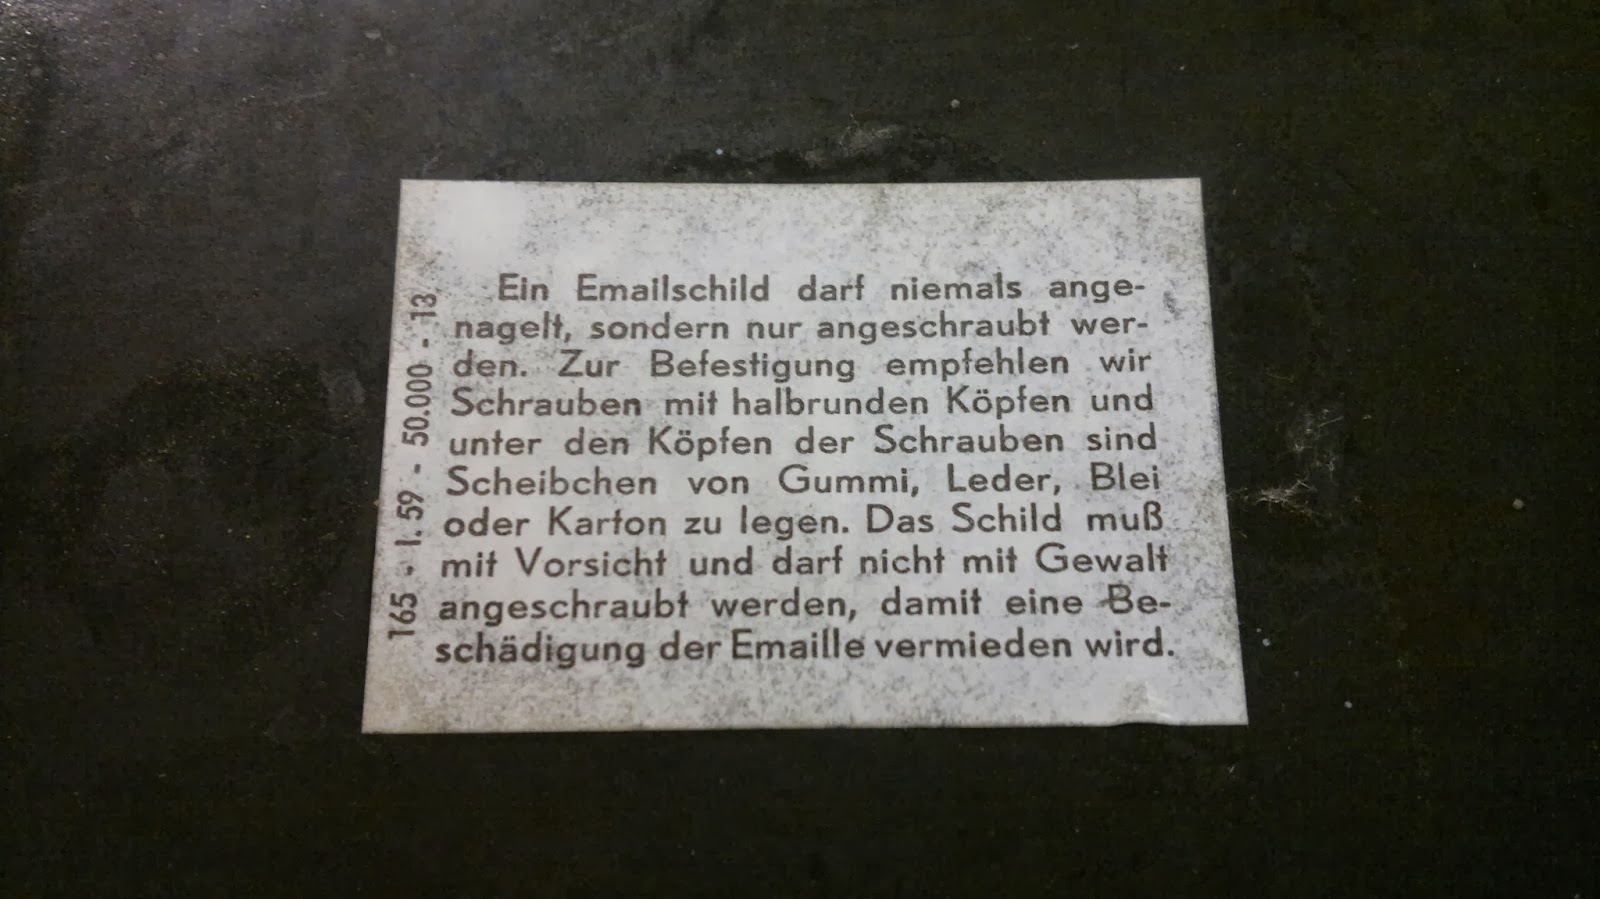 Ein Emailschild darf niemals ange-
nagelt, sondern nur angeschraubt wer-
den. Zur Befestigung empfehlen wir
Schrauben mit halbrunden Köpfen und
unter den Köpfen der Schrauben sind
Scheibchen von Gummi, Leder, Blei
oder Karton zu legen. Das Schild muß
mit Vorsicht und darf nicht mit Gewalt
angeschraubt werden, damit eine Be-
schädigung der Emaille vermieden wird.
165 - I. 59 - 50.000 - 13